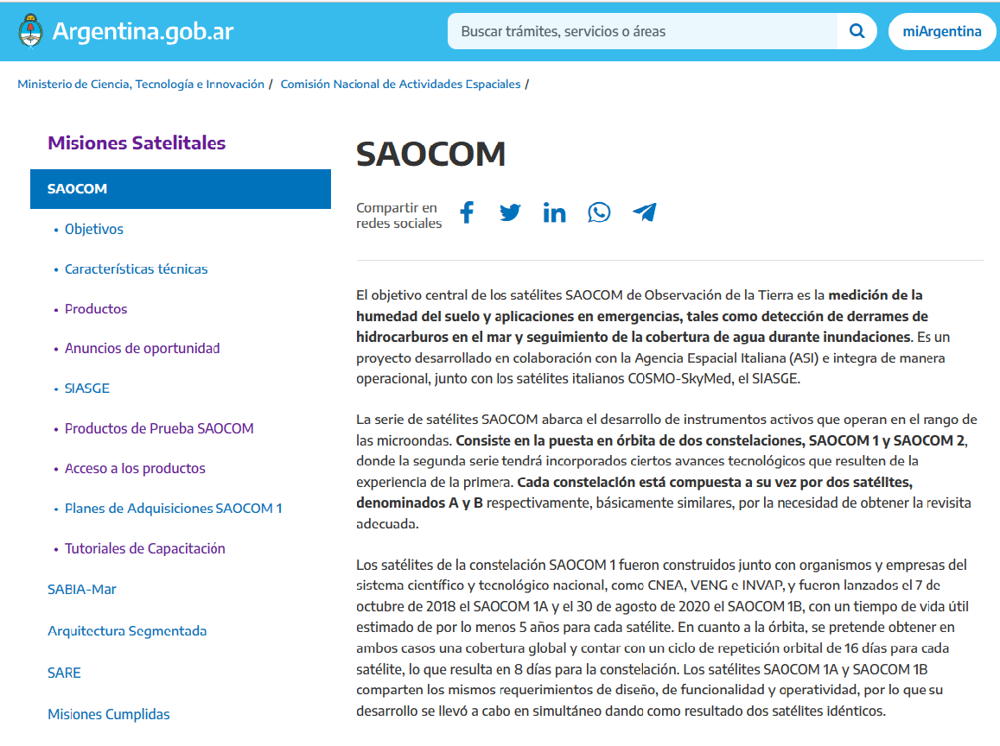 Argentina.gob.ar
Buscar trámites, servicios o áreas
miArgentina
Ministerio de Ciencia, Tecnología e Innovación / Comisión Nacional de Actividades Espaciales /
Misiones Satelitales
SAOCOM
• Objetivos
• Características técnicas
• Productos
• Anuncios de oportunidad
• SIASGE
• Productos de Prueba SAOCOM
• Acceso a los productos
• Planes de Adquisiciones SAOCOM 1
• Tutoriales de Capacitación
SABIA-Mar
Arquitectura Segmentada
SARE
Misiones Cumplidas
SAOCOM
Compartir en
redes sociales
El objetivo central de los satélites SAOCOM de Observación de la Tierra es la medición de la
humedad del suelo y aplicaciones en emergencias, tales como detección de derrames de
hidrocarburos en el mar y seguimiento de la cobertura de agua durante inundaciones. Es un
proyecto desarrollado en colaboración con la Agencia Espacial Italiana (ASI) e integra de manera
operacional, junto con los satélites italianos COSMO-SkyMed, el SIASGE.
La serie de satélites SAOCOM abarca el desarrollo de instrumentos activos que operan en el rango de
las microondas. Consiste en la puesta en órbita de dos constelaciones, SAOCOM 1 y SAOCOM 2,
donde la segunda serie tendrá incorporados ciertos avances tecnológicos que resulten de la
experiencia de la primera. Cada constelación está compuesta a su vez por dos satélites,
denominados A y B respectivamente, básicamente similares, por la necesidad de obtener la revisita
adecuada.
Los satélites de la constelación SAOCOM 1 fueron construidos junto con organismos y empresas del
sistema científico y tecnológico nacional, como CNEA, VENG e INVAP, y fueron lanzados el 7 de
octubre de 2018 el SAOCOM 1A y el 30 de agosto de 2020 el SAOCOM 1B, con un tiempo de vida útil
estimado de por lo menos 5 años para cada satélite. En cuanto a la órbita, se pretende obtener en
ambos casos una cobertura global y contar con un ciclo de repetición orbital de 16 días para cada
satélite, lo que resulta en 8 días para la constelación. Los satélites SAOCOM 1A y SAOCOM 1B
comparten los mismos requerimientos de diseño, de funcionalidad y operatividad, por lo que su
desarrollo se llevó a cabo en simultáneo dando como resultado dos satélites idénticos.